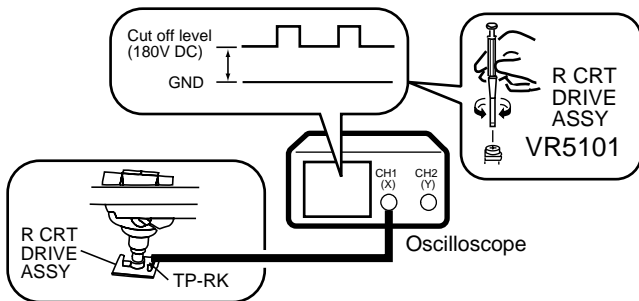 Cut off level
(180V DC)
GND
R CRT
DRIVE
ASSY
VR5101
CH1
(X)
CH2
(Y)
Oscilloscope
R CRT
DRIVE
ASSY
TP-RK